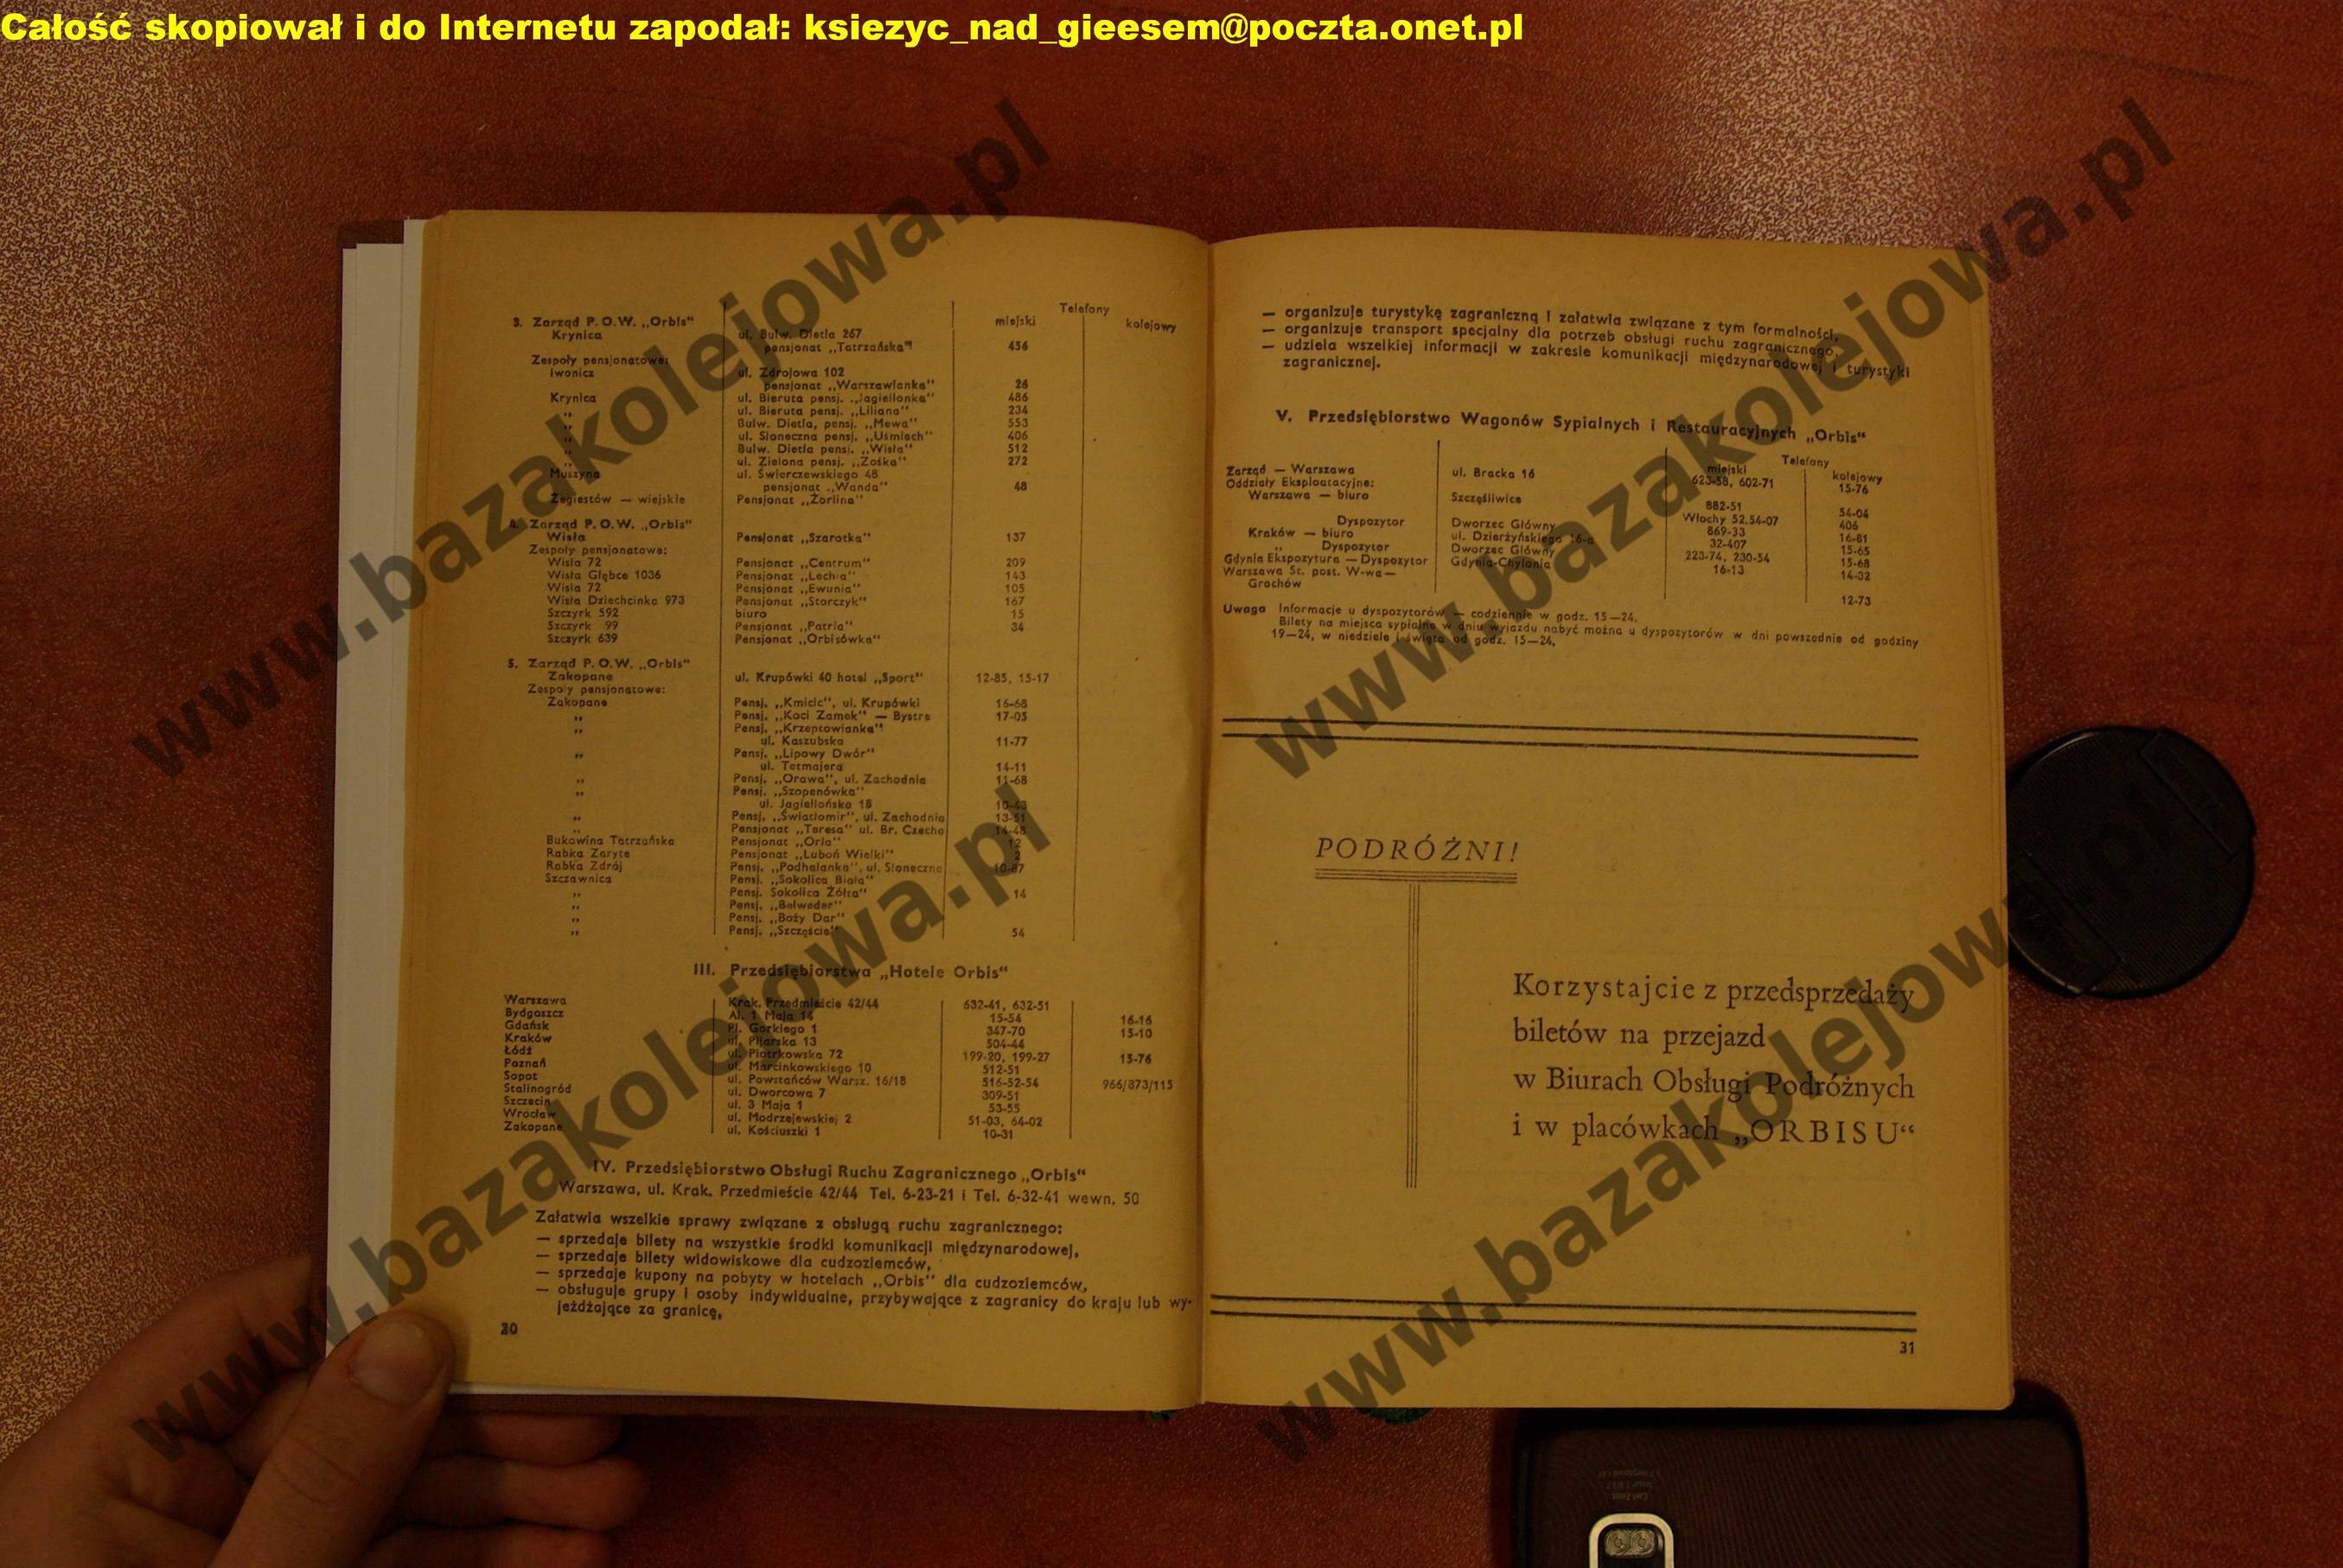 Całość skopiował i do Internetu zapodał: ksiezyc_nad_gieesem@poczta.onet.pl
Telefony
miejski kolejowy
3. Zarząd P.O.W. „Orbis"
Krynica ul. Bulw. Dietla 267
pensjonat „Tatrzańska" 456
Zespoły pensjonatowe:
Iwonicz ul. Zdrojowa 102
pensjonat „Warszawianka" 26
Krynica ul. Bieruta pensj. „Jagiellonka" 486
„ ul. Bieruta pensj. „Liliana" 234
„ Bulw. Dietla, pensj. „Mewa" 553
„ ul. Słoneczna pensj. „Uśmiech" 406
„ Bulw. Dietla pensj. „Wisła" 512
„ ul. Zielona pensj. „Zośka" 272
Muszyna ul. Świerczewskiego 48
pensjonat „Wanda" 48
Żegiestów — wiejskie Pensjonat „Żorlina"
4. Zarząd P.O.W. „Orbis"
Wisła Pensjonat „Szarotka" 137
Zespoły pensjonatowe:
Wisła 72 Pensjonat „Centrum" 209
Wisła Głębce 1036 Pensjonat „Lechia" 143
Wisła 72 Pensjonat „Ewunia" 105
Wisła Dziechcinka 973 Pensjonat „Storczyk" 167
Szczyrk 592 biuro 15
Szczyrk 99 Pensjonat „Patria" 34
Szczyrk 639 Pensjonat „Orbisówka"
5. Zarząd P.O.W. „Orbis"
Zakopane ul. Krupówki 40 hotel „Sport" 12-85, 15-17
Zespoły pensjonatowe:
Zakopane Pensj. „Kmicic", ul. Krupówki 16-68
„ Pensj. „Koci Zamek" — Bystre 17-05
„ Pensj. „Krzeptowianka"
ul. Kaszubska 11-77
„ Pensj. „Lipowy Dwór"
ul. Tetmajera 14-11
„ Pensj. „Orawa", ul. Zachodnia 11-68
„ Pensj. „Szopenówka"
ul. Jagiellońska 18 10-43
„ Pensj. „Światłomir", ul. Zachodnia 13-51
„ Pensjonat „Teresa" ul. Br. Czecha 14-48
Bukowina Tatrzańska Pensjonat „Orla" 12
Rabka Zaryte Pensjonat „Luboń Wielki" 2
Rabka Zdrój Pensj. „Podhalanka", ul. Słoneczna 10-87
Szczawnica Pensj. „Sokolica Biała"
„ Pensj. Sokolica Żółta" 14
„ Pensj. „Belweder"
„ Pensj. „Boży Dar"
„ Pensj. „Szczęście" 54
III. Przedsiębiorstwa „Hotele Orbis"
Warszawa Krak. Przedmieście 42/44 632-41, 632-51
Bydgoszcz Al. 1 Maja 14 15-54 16-16
Gdańsk Pl. Gorkiego 1 347-70 15-10
Kraków ul. Pijarska 13 504-44
Łódź ul. Piotrkowska 72 199-20, 199-27 15-76
Poznań ul. Marcinkowskiego 10 512-51
Sopot ul. Powstańców Warsz. 16/18 516-52-54 966/873/115
Stalinogród ul. Dworcowa 7 309-51
Szczecin ul. 3 Maja 1 53-55
Wrocław ul. Modrzejewskiej 2 51-03, 64-02
Zakopane ul. Kościuszki 1 10-31
IV. Przedsiębiorstwo Obsługi Ruchu Zagranicznego „Orbis"
Warszawa, ul. Krak. Przedmieście 42/44 Tel. 6-23-21 i Tel. 6-32-41 wewn. 50
Załatwia wszelkie sprawy związane z obsługą ruchu zagranicznego:
— sprzedaje bilety na wszystkie środki komunikacji międzynarodowej,
— sprzedaje bilety widowiskowe dla cudzoziemców,
— sprzedaje kupony na pobyty w hotelach „Orbis" dla cudzoziemców,
— obsługuje grupy i osoby indywidualne, przybywające z zagranicy do kraju lub wy-
jeżdżające za granicę,
30
— organizuje turystykę zagraniczną i załatwia związane z tym formalności,
— organizuje transport specjalny dla potrzeb obsługi ruchu zagranicznego,
— udziela wszelkiej informacji w zakresie komunikacji międzynarodowej i turystyki
zagranicznej.
V. Przedsiębiorstwo Wagonów Sypialnych i Restauracyjnych „Orbis"
Telefony
miejski kolejowy
Zarząd — Warszawa ul. Bracka 16 623-58, 602-71 15-76
Oddziały Eksploatacyjne:
Warszawa — biuro Szczęśliwice 882-51 54-04
Włochy 52,54-07 406
Dyspozytor Dworzec Główny 869-33 16-81
Kraków — biuro ul. Dzierżyńskiego 16-a 32-407 15-65
„ Dyspozytor Dworzec Główny 223-74, 230-54 15-68
Gdynia Ekspozytura — Dyspozytor Gdynia-Chylonia 16-13 14-32
Warszawa St. post. W-wa—
Grochów 12-73
Uwaga Informacje u dyspozytorów — codziennie w godz. 15—24.
Bilety na miejsca sypialne w dniu wyjazdu nabyć można u dyspozytorów w dni powszednie od godziny
19—24, w niedziele i święta od godz. 15—24.
PODRÓŻNI!
Korzystajcie z przedsprzedaży
biletów na przejazd
w Biurach Obsługi Podróżnych
i w placówkach „ORBISU"
31
www.bazakolejowa.pl
www.bazakolejowa.pl
www.bazakolejowa.pl
www.bazakolejowa.pl